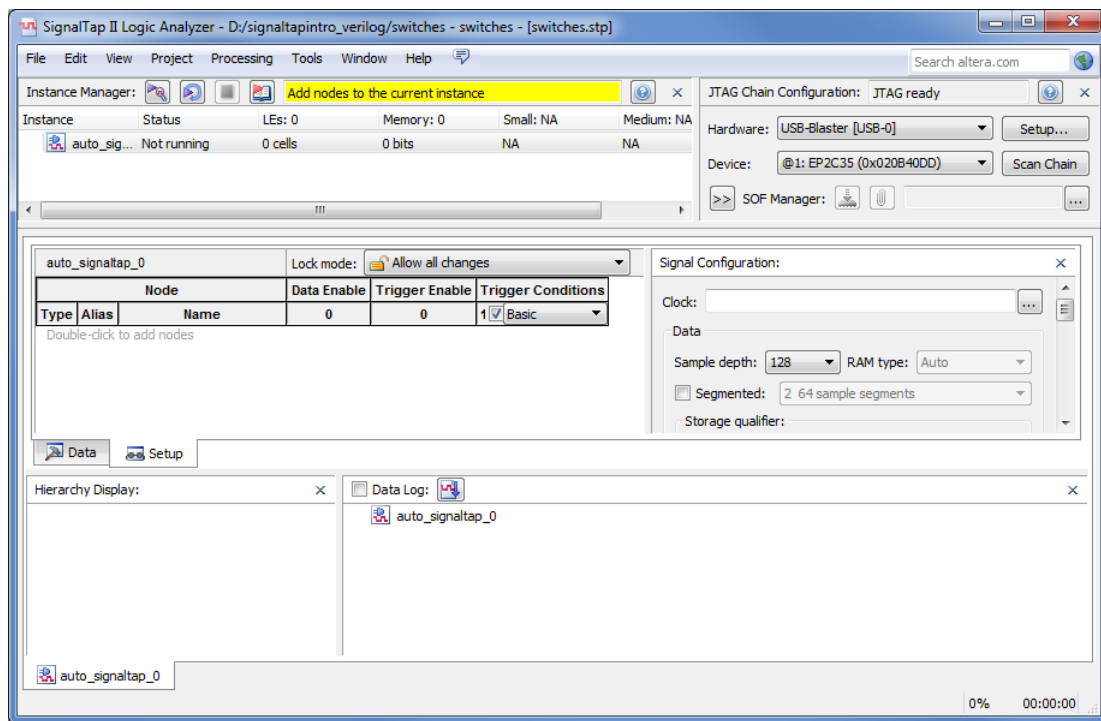 SignalTap II Logic Analyzer - D:/signaltapintro_verilog/switches - switches - [switches.stp]
File Edit View Project Processing Tools Window Help
Search altera.com
Instance Manager: Add nodes to the current instance
JTAG Chain Configuration: JTAG ready
Instance Status LEs: 0 Memory: 0 Small: NA Medium: NA
auto_sig... Not running 0 cells 0 bits NA NA
Hardware: USB-Blaster [USB-0] Setup...
Device: @1: EP2C35 (0x020B40DD) Scan Chain
>> SOF Manager: ...
auto_signaltap_0 Lock mode: Allow all changes
Node Data Enable Trigger Enable Trigger Conditions
Type Alias Name 0 0 1 Basic
Double-click to add nodes
Signal Configuration:
Clock: ...
Data
Sample depth: 128 RAM type: Auto
Segmented: 2 64 sample segments
Storage qualifier:
Data Setup
Hierarchy Display:
Data Log:
auto_signaltap_0
auto_signaltap_0
0% 00:00:00